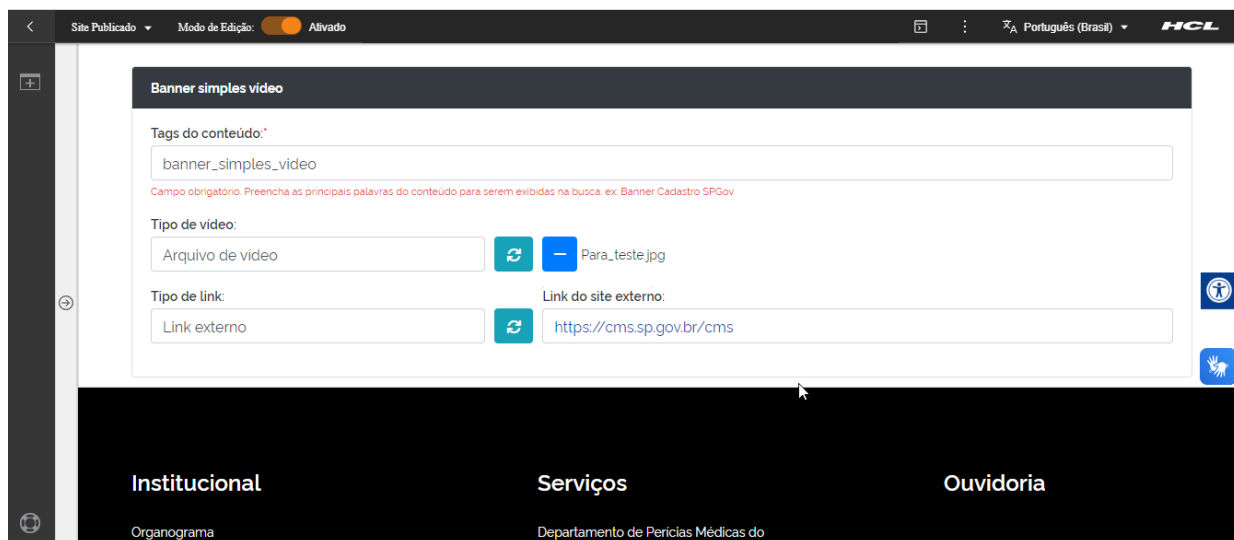 Site Publicado
Modo de Edição:
Ativado
Português (Brasil)
HCL
Banner simples vídeo
Tags do conteúdo:*
banner_simples_video
Campo obrigatório. Preencha as principais palavras do conteúdo para serem exibidas na busca. ex: Banner Cadastro SPGov
Tipo de vídeo:
Arquivo de vídeo
Para_teste.jpg
Tipo de link:
Link do site externo:
Link externo
https://cms.sp.gov.br/cms
Institucional
Serviços
Ouvidoria
Organograma
Departamento de Perícias Médicas do